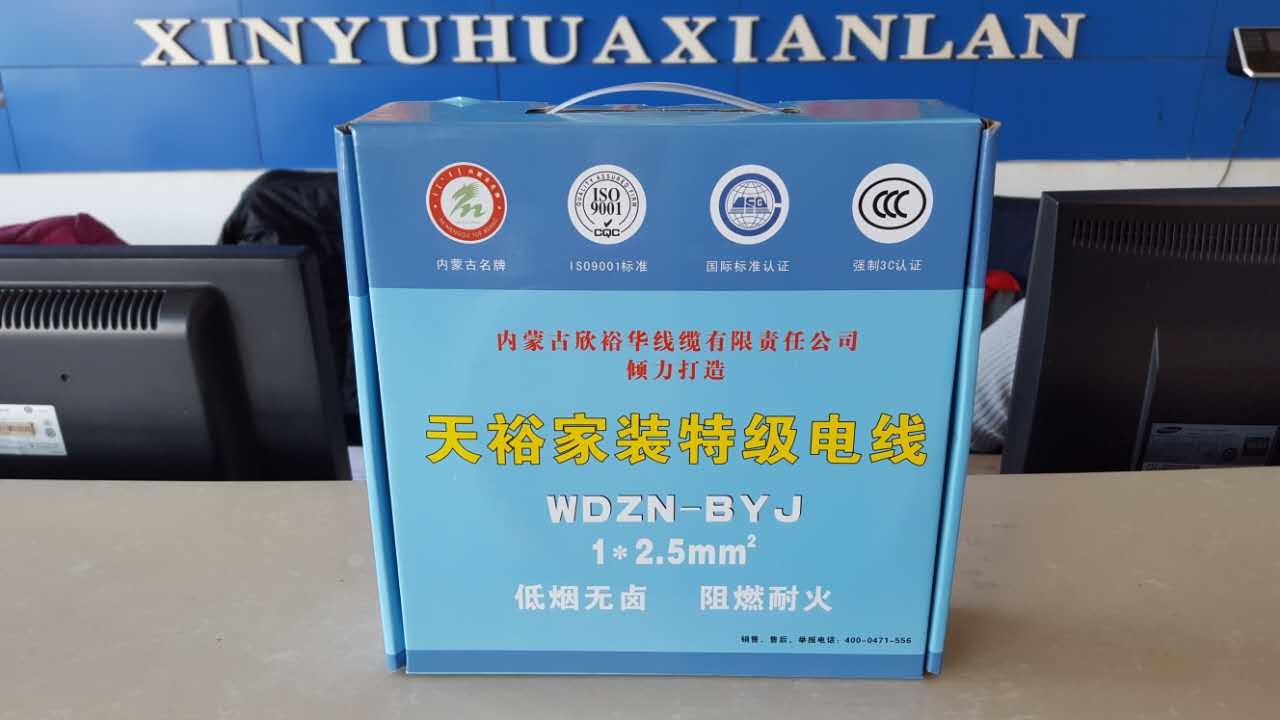 XINYUHUAXIANLAN
QUALITY ASSURED FIRM
ISO
9001
CQC
CCC
内蒙古名牌
ISO9001标准
国际标准认证
强制3C认证
内蒙古欣裕华线缆有限责任公司
倾力打造
天裕家装特级电线
WDZN-BYJ
1*2.5mm²
低烟无卤 阻燃耐火
销售、售后、举报电话：400-0471-556